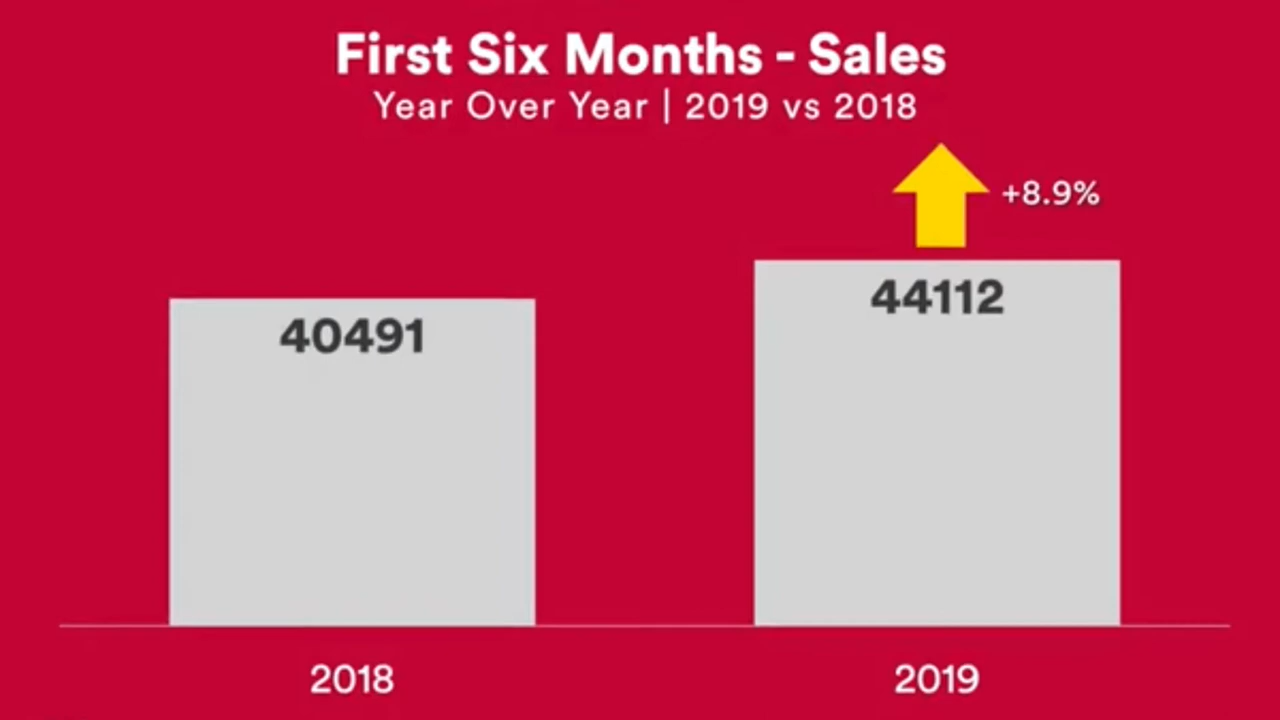 First Six Months - Sales
Year Over Year | 2019 vs 2018
+8.9%
40491
44112
2018
2019